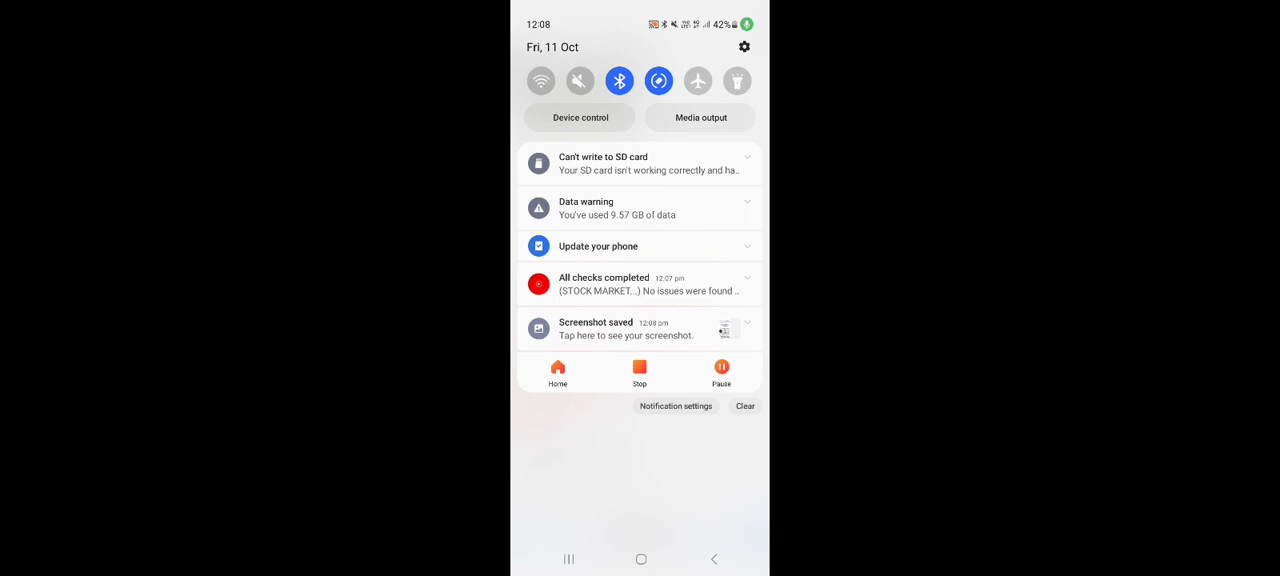 12:08 42%
Fri, 11 Oct
Device control Media output
Can't write to SD card
Your SD card isn't working correctly and ha..
Data warning
You've used 9.57 GB of data
Update your phone
All checks completed 12:07 pm
(STOCK MARKET...) No issues were found ..
Screenshot saved 12:08 pm
Tap here to see your screenshot.
Home Stop Pause
Notification settings Clear